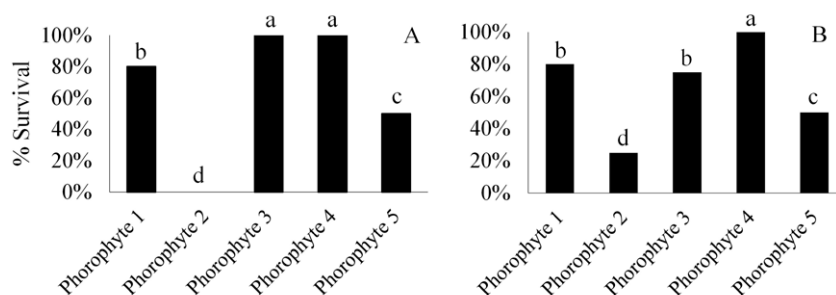 % Survival
100%
80%
60%
40%
20%
0%
b
d
a
a
c
A
Phorophyte 1
Phorophyte 2
Phorophyte 3
Phorophyte 4
Phorophyte 5
100%
80%
60%
40%
20%
0%
b
d
b
a
c
B
Phorophyte 1
Phorophyte 2
Phorophyte 3
Phorophyte 4
Phorophyte 5